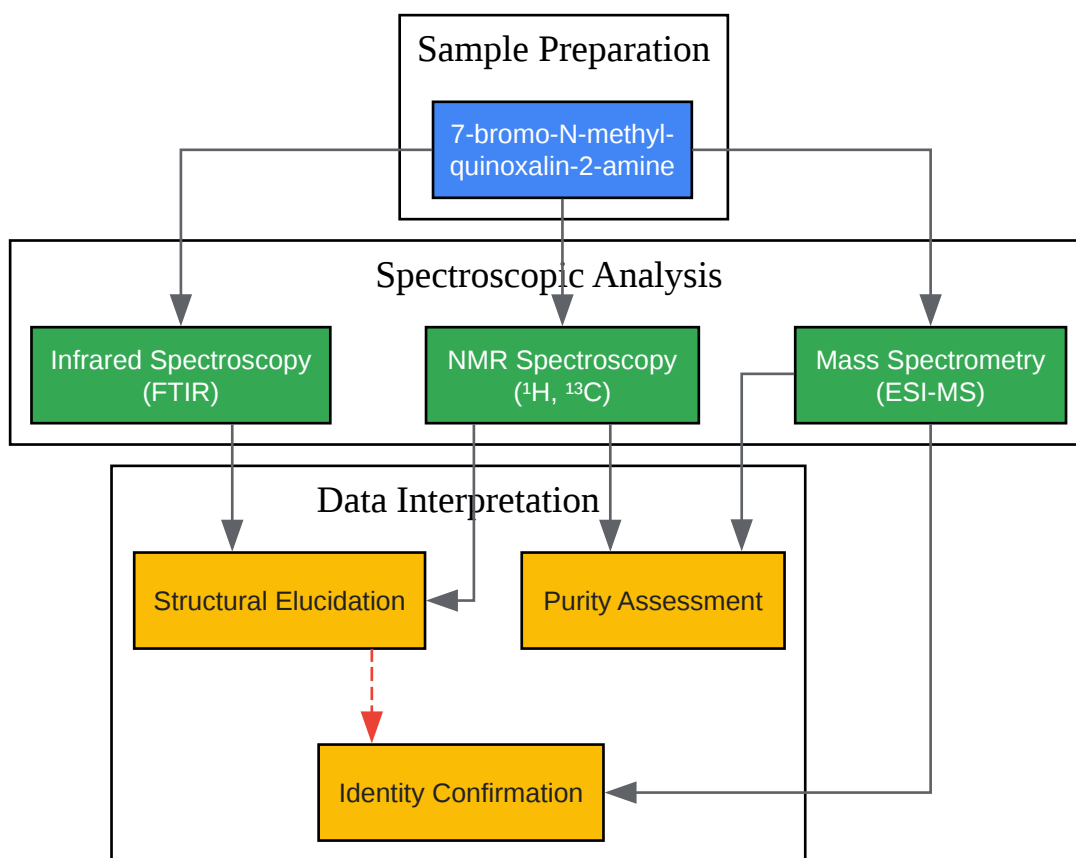 Sample Preparation
7-bromo-N-methyl-
quinoxalin-2-amine
Spectroscopic Analysis
Infrared Spectroscopy
(FTIR)
NMR Spectroscopy
(¹H, ¹³C)
Mass Spectrometry
(ESI-MS)
Data Interpretation
Structural Elucidation
Purity Assessment
Identity Confirmation